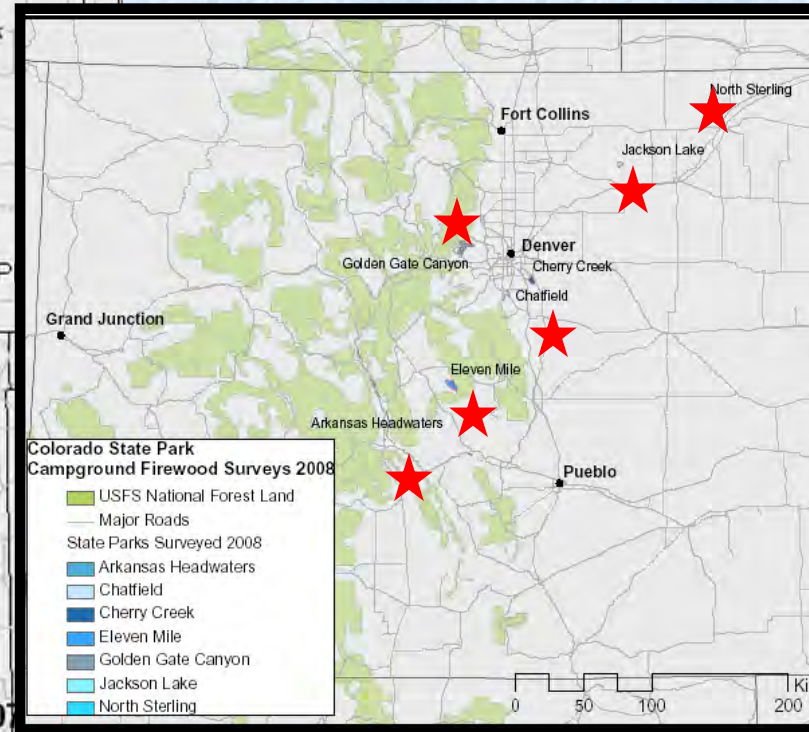 North Sterling
Fort Collins
Jackson Lake
Denver
Golden Gate Canyon
Cherry Creek
Chatfield
Grand Junction
Eleven Mile
Arkansas Headwaters
Pueblo
Colorado State Park
Campground Firewood Surveys 2008
USFS National Forest Land
Major Roads
State Parks Surveyed 2008
Arkansas Headwaters
Chatfield
Cherry Creek
Eleven Mile
Golden Gate Canyon
Jackson Lake
North Sterling
Ki
0 50 100 200